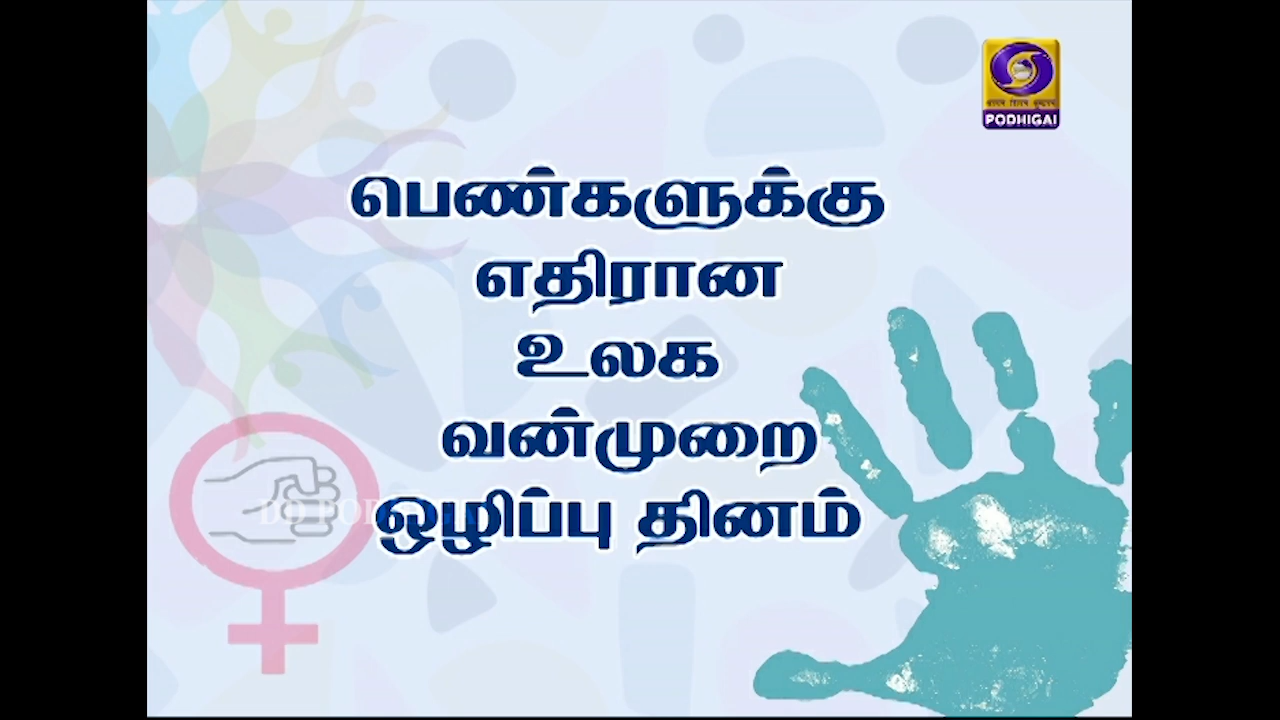 PODHIGAI
பெண்களுக்கு
எதிரான
உலக
வன்முறை
ஒழிப்பு தினம்